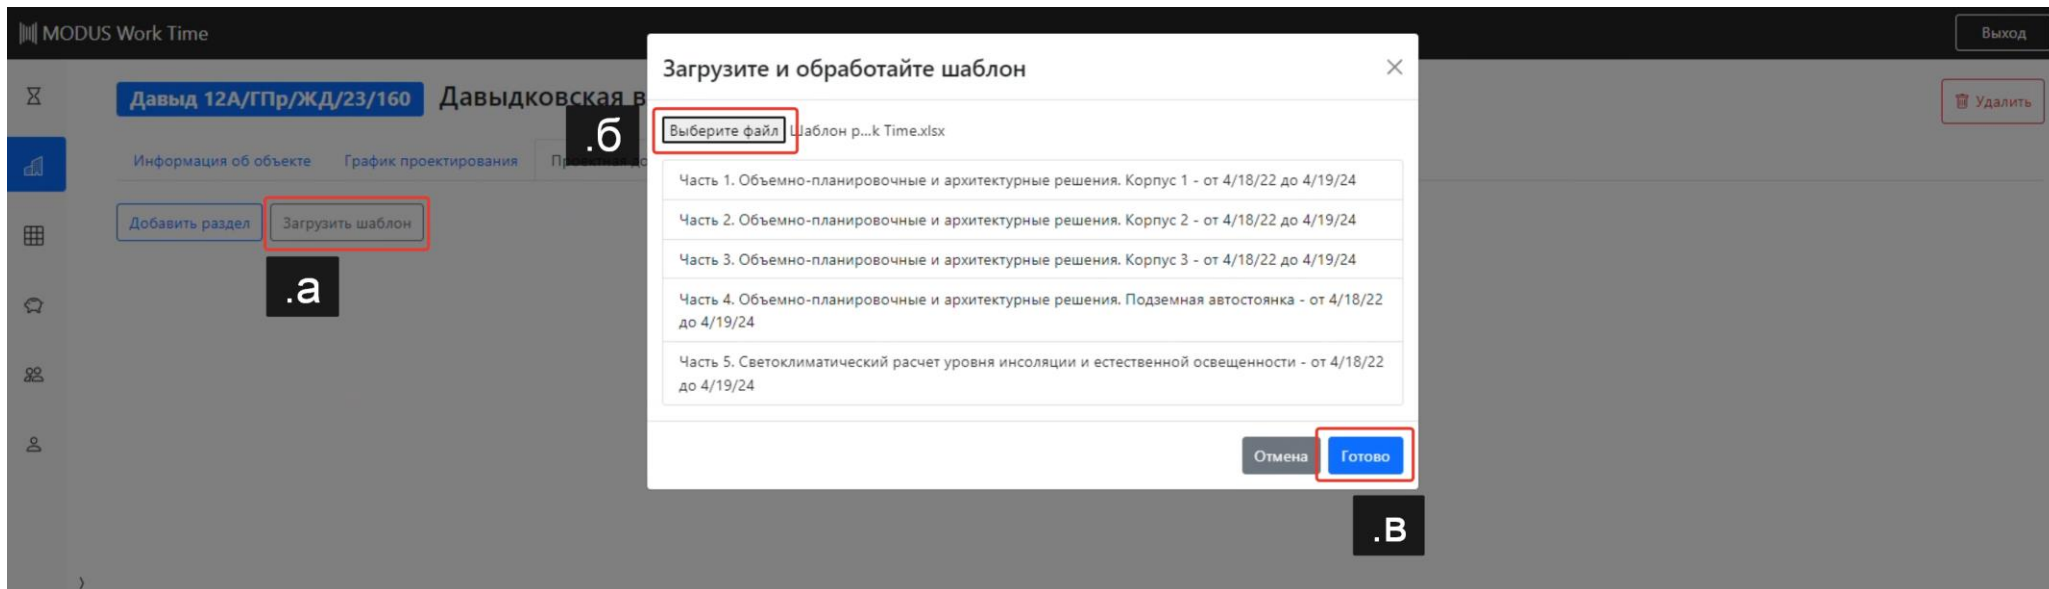 MODUS Work Time
Выход
Давыд 12А/ГПр/ЖД/23/160 Давыдковская
Удалить
Информация об объекте График проектирования
Добавить раздел Загрузить шаблон
.а
.б
Загрузите и обработайте шаблон
Выберите файл Шаблон р...k Time.xlsx
Часть 1. Объемно-планировочные и архитектурные решения. Корпус 1 - от 4/18/22 до 4/19/24
Часть 2. Объемно-планировочные и архитектурные решения. Корпус 2 - от 4/18/22 до 4/19/24
Часть 3. Объемно-планировочные и архитектурные решения. Корпус 3 - от 4/18/22 до 4/19/24
Часть 4. Объемно-планировочные и архитектурные решения. Подземная автостоянка - от 4/18/22
до 4/19/24
Часть 5. Светоклиматический расчет уровня инсоляции и естественной освещенности - от 4/18/22
до 4/19/24
Отмена Готово
.в